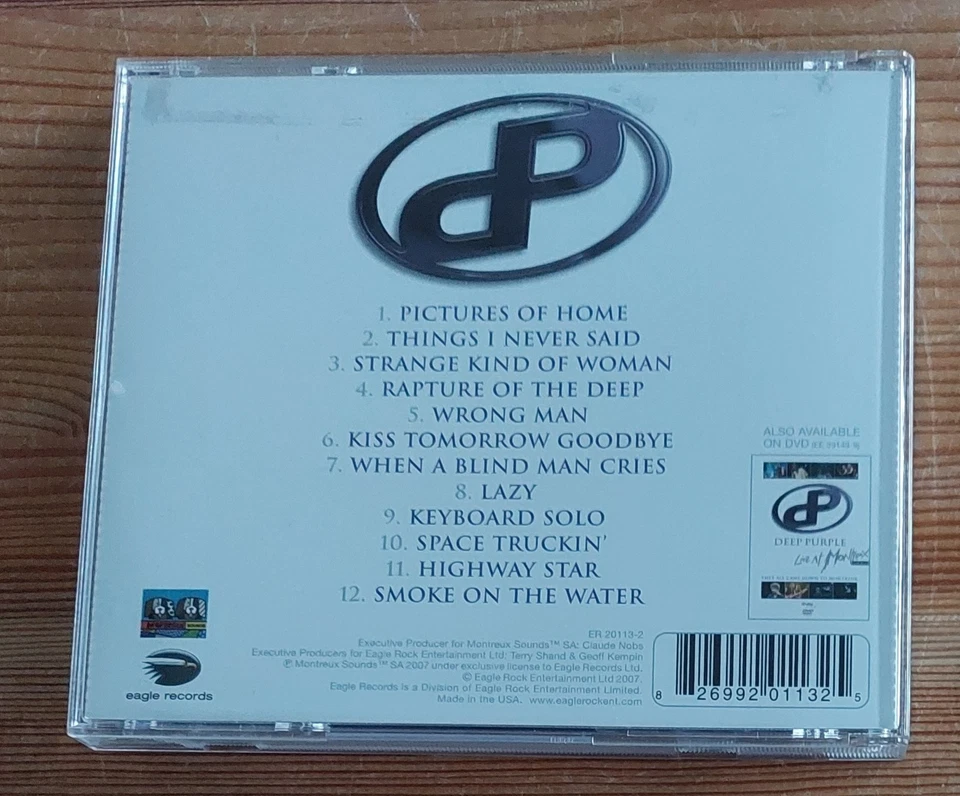 dP
1. PICTURES OF HOME
2. THINGS I NEVER SAID
3. STRANGE KIND OF WOMAN
4. RAPTURE OF THE DEEP
5. WRONG MAN
6. KISS TOMORROW GOODBYE
7. WHEN A BLIND MAN CRIES
8. LAZY
9. KEYBOARD SOLO
10. SPACE TRUCKIN'
11. HIGHWAY STAR
12. SMOKE ON THE WATER
ALSO AVAILABLE
ON DVD
dP
DEEP PURPLE
Live At Montreux
eagle records
ER 20113-2
Executive Producer for Montreux Sounds™ SA: Claude Nobs
Executive Producers for Eagle Rock Entertainment Ltd: Terry Shand & Geoff Kempin
℗ Montreux Sounds™ SA 2007 under exclusive license to Eagle Records Ltd.
© Eagle Rock Entertainment Ltd 2007.
Eagle Records is a Division of Eagle Rock Entertainment Limited.
Made in the USA. www.eaglerockent.com
8 26992 01132 5